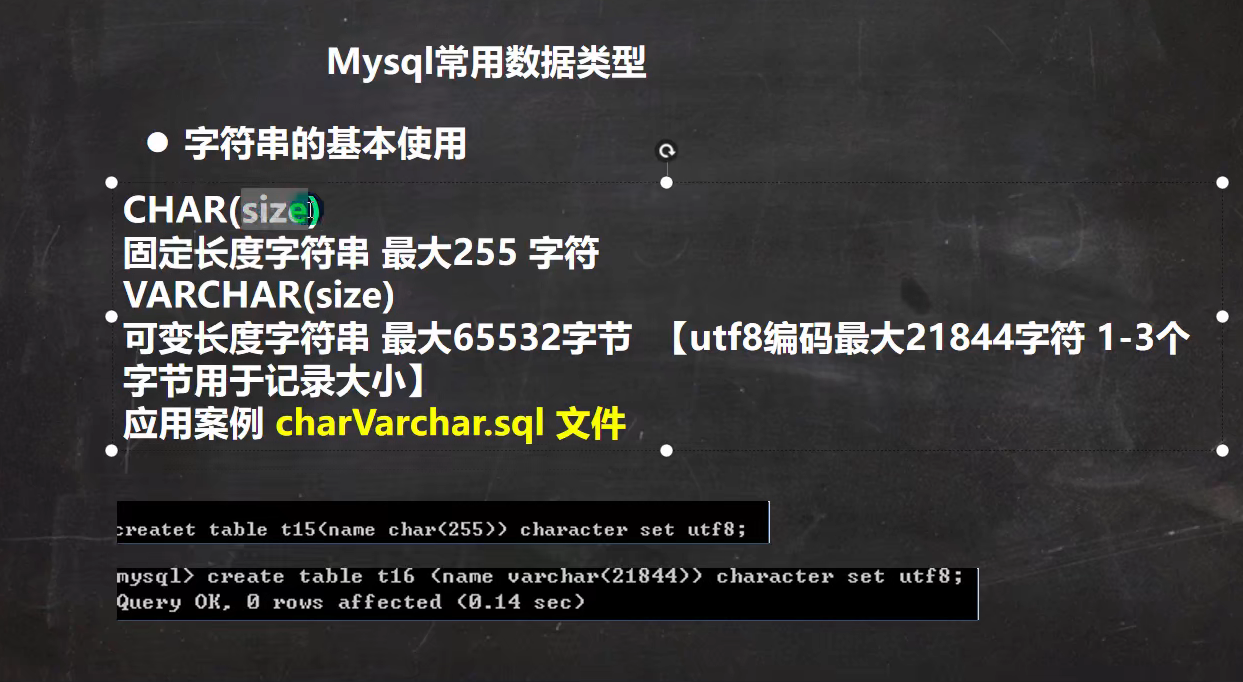 Mysql常用数据类型
● 字符串的基本使用
CHAR(size)
固定长度字符串 最大255 字符
VARCHAR(size)
可变长度字符串 最大65532字节 【utf8编码最大21844字符 1-3个
字节用于记录大小】
应用案例 charVarchar.sql 文件
createt table t15(name char(255)) character set utf8;
mysql> create table t16 (name varchar(21844)) character set utf8;
Query OK, 0 rows affected (0.14 sec)